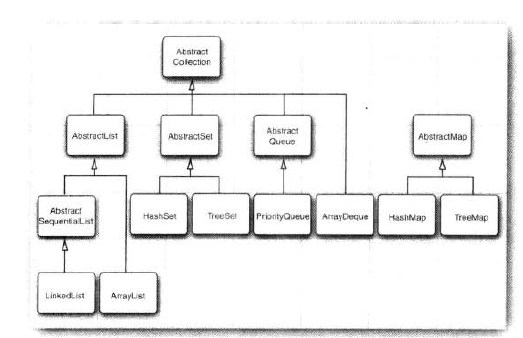 Abstract
Collection
AbstractList
AbstractSet
Abstract
Queue
AbstractMap
Abstract
SequentialList
HashSet
TreeSet
PriorityQueue
ArrayDeque
HashMap
TreeMap
LinkedList
ArrayList